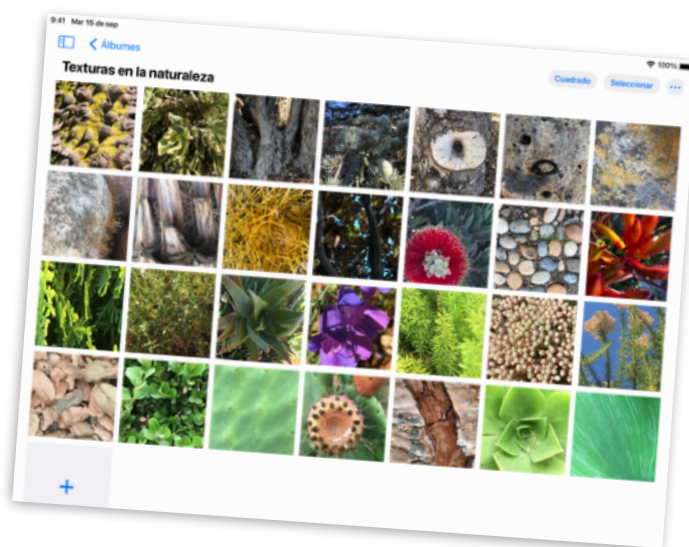 9:41 Mar 15 de sep
100%
Álbumes
Texturas en la naturaleza
Cuadrado
Seleccionar